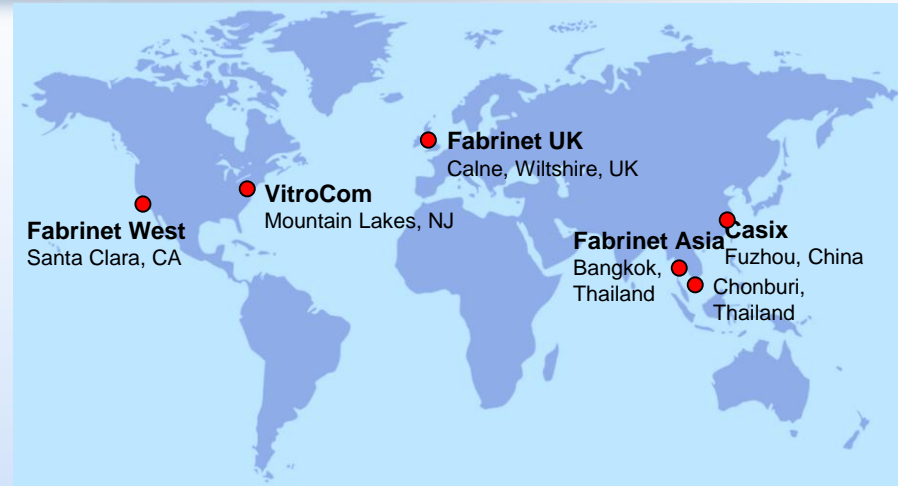 Fabrinet UK
Calne, Wiltshire, UK
VitroCom
Mountain Lakes, NJ
Fabrinet West
Santa Clara, CA
Casix
Fuzhou, China
Fabrinet Asia
Bangkok,
Thailand
Chonburi,
Thailand